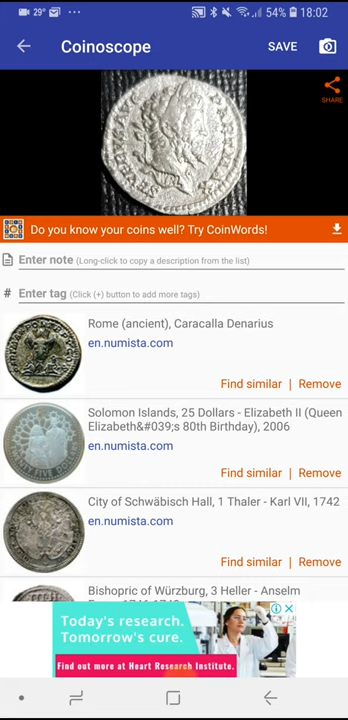 29° ... 54% 18:02
Coinoscope SAVE
SHARE
Do you know your coins well? Try CoinWords!
Enter note (Long-click to copy a description from the list)
# Enter tag (Click (+) button to add more tags)
Rome (ancient), Caracalla Denarius
en.numista.com
Find similar | Remove
Solomon Islands, 25 Dollars - Elizabeth II (Queen
Elizabeth&#039;s 80th Birthday), 2006
en.numista.com
Find similar | Remove
City of Schwäbisch Hall, 1 Thaler - Karl VII, 1742
en.numista.com
Find similar | Remove
Bishopric of Würzburg, 3 Heller - Anselm
Today's research.
Tomorrow's cure.
Find out more at Heart Research Institute.